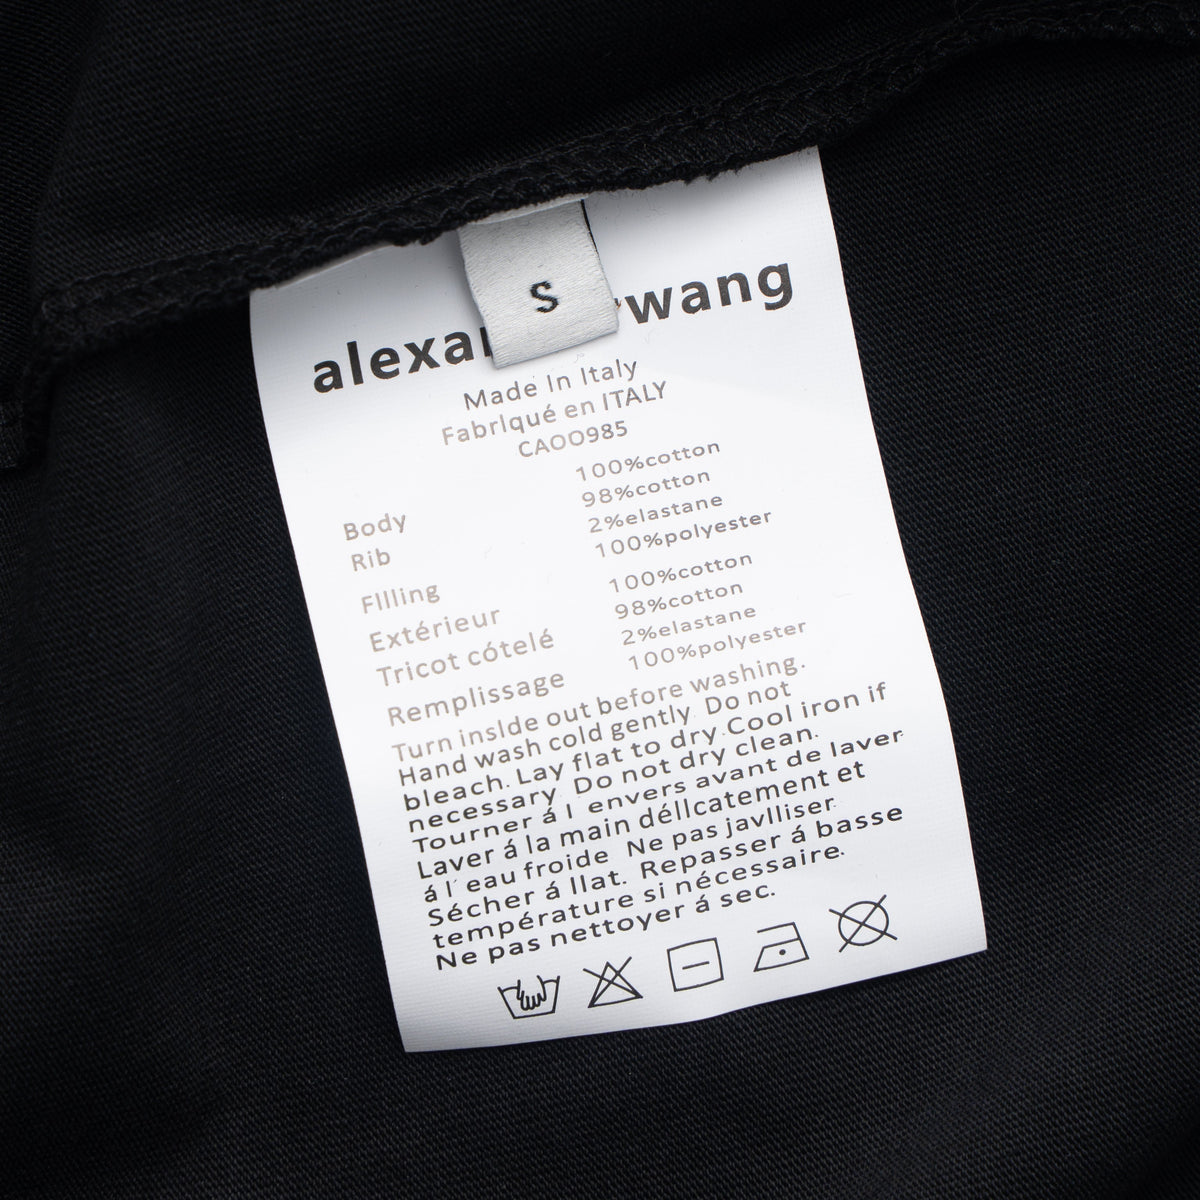 S
alexa wang
Made In Italy
FabrIqué en ITALY
CAOO985
100%cotton
Body 98%cotton
Rib 2%elastane
100%polyester
FIlling 100%cotton
Extérieur 98%cotton
Tricot cótelé 2%elastane
Remplissage 100%polyester
Turn insIde out before washing.
Hand wash cold gently Do not
bleach. Lay flat to dry.Cool iron if
necessary Do not dry clean.
Tourner á l envers avant de laver
Laver á la main déllcatement et
á l'eau froide Ne pas javlliser.
Sécher á llat. Repasser á basse
température si nécessaire.
Ne pas nettoyer á sec.